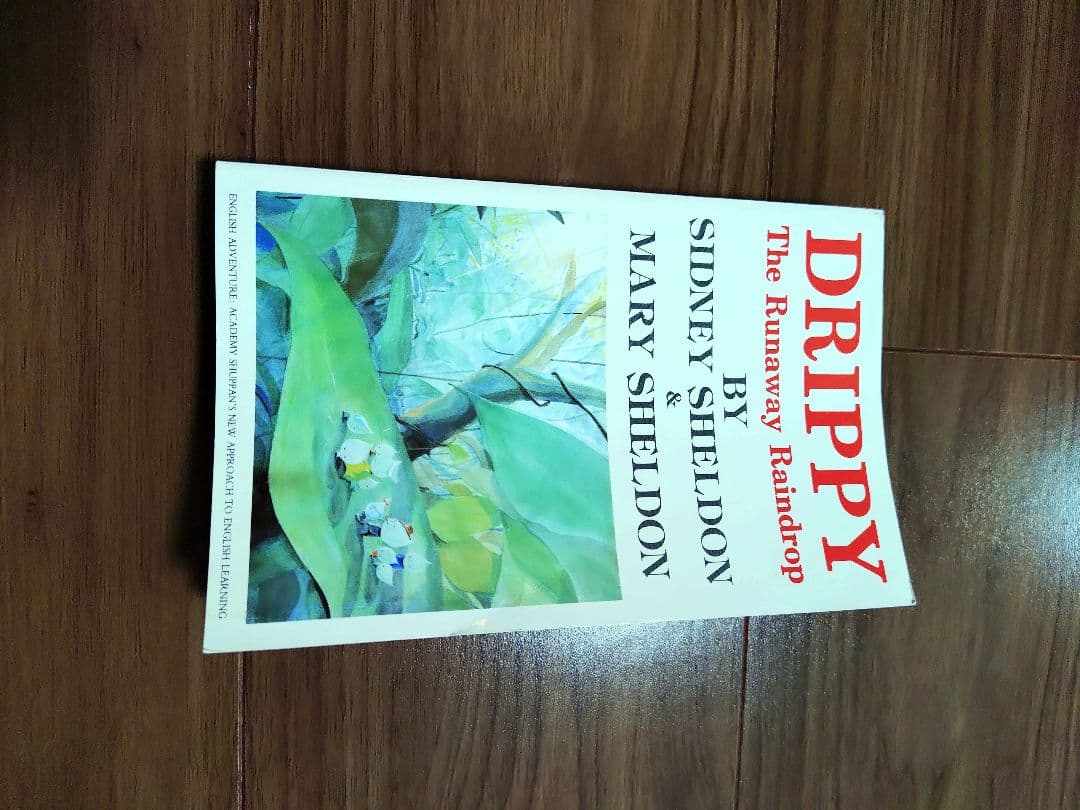 DRIPPY
The Runaway Raindrop
BY
SIDNEY SHELDON
&
MARY SHELDON
ENGLISH ADVENTURE: ACADEMY SHUPPAN'S NEW APPROACH TO ENGLISH LEARNING